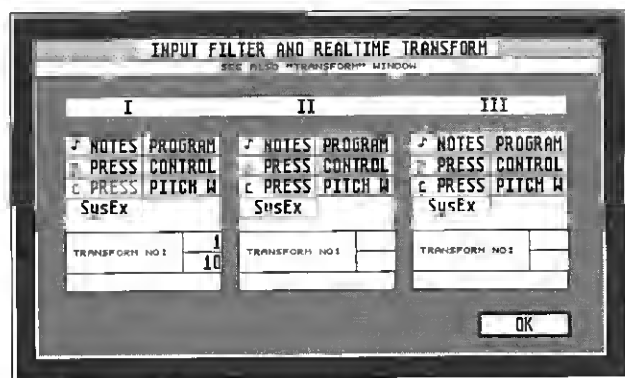 INPUT FILTER AND REALTIME TRANSFORM
SEE ALSO "TRANSFORM" WINDOW
I II III
♪ NOTES PROGRAM ♪ NOTES PROGRAM ♪ NOTES PROGRAM
PRESS CONTROL PRESS CONTROL PRESS CONTROL
C PRESS PITCH W C PRESS PITCH W C PRESS PITCH W
SysEx SysEx SysEx
TRANSFORM NO: 1 TRANSFORM NO: TRANSFORM NO:
10
OK